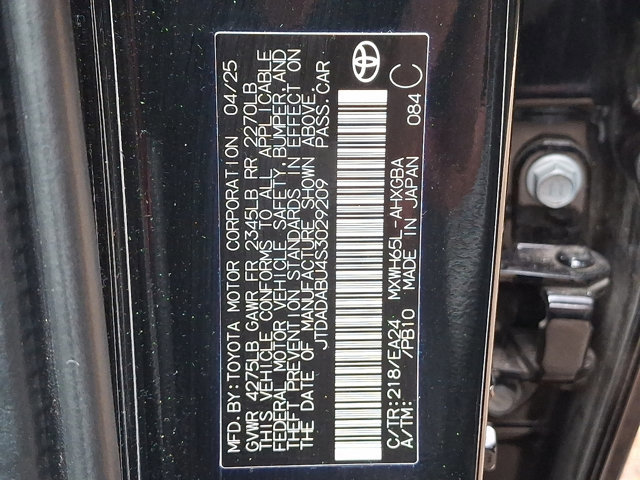 MFD.BY:TOYOTA MOTOR CORPORATION 04/25
GVWR 4275LB GAWR FR 2345LB RR 2270LB
THIS VEHICLE CONFORMS TO ALL APPLICABLE
FEDERAL MOTOR VEHICLE SAFETY, BUMPER, AND
THEFT PREVENTION STANDARDS IN EFFECT ON
THE DATE OF MANUFACTURE SHOWN ABOVE.
JTDADABU4S3029209 PASS.CAR
C/TR:218/EA24 MXWH65L-AHXGBA
A/TM: /PB10 MADE IN JAPAN 084 C